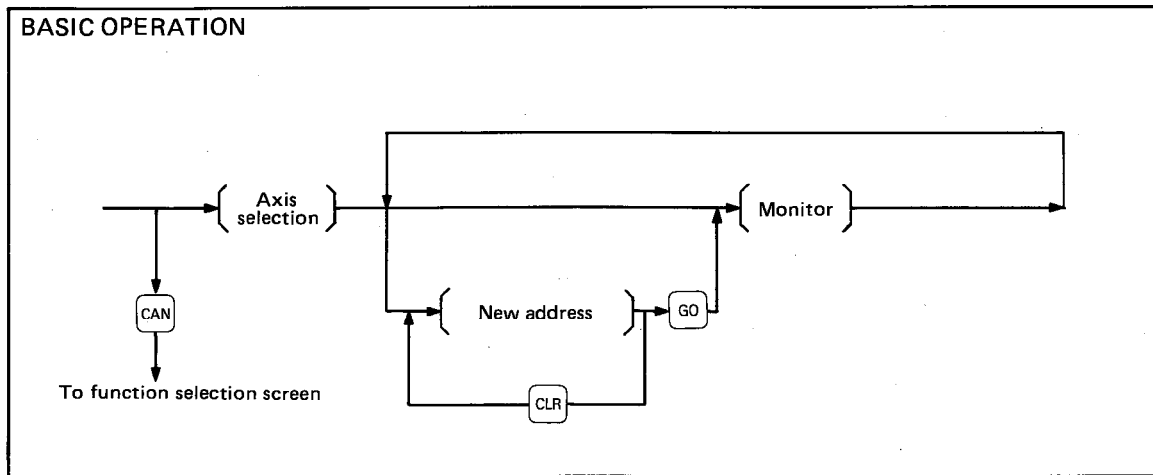 BASIC OPERATION
Axis
selection
Monitor
CAN
New address
GO
To function selection screen
CLR